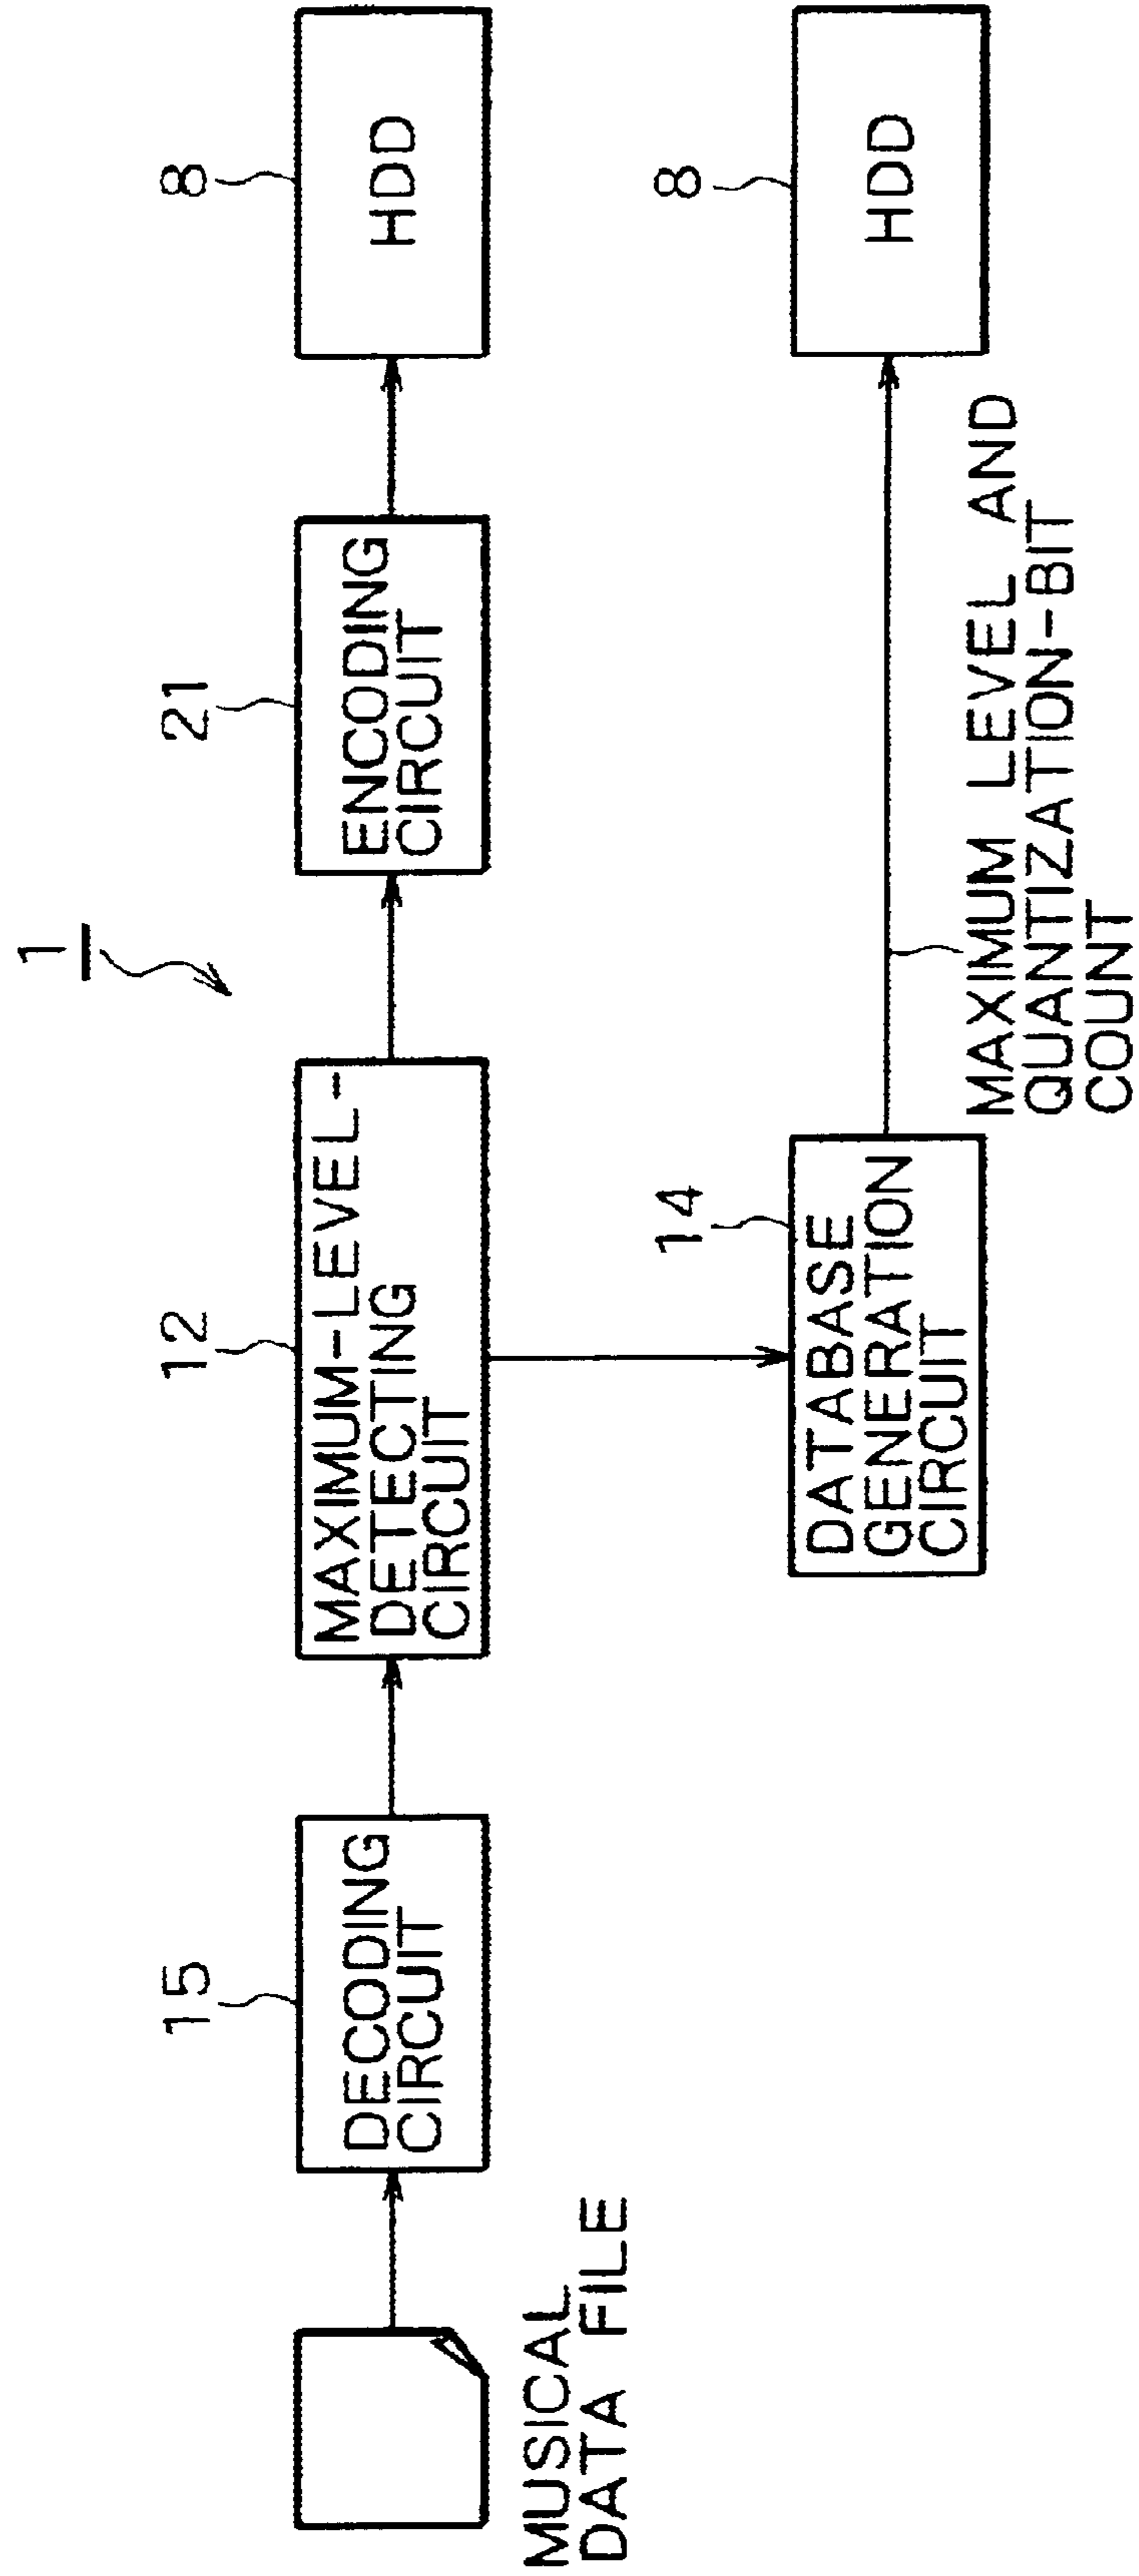 1
15
12
21
8
DECODING
CIRCUIT
MAXIMUM-LEVEL-
DETECTING
CIRCUIT
ENCODING
CIRCUIT
HDD
MUSICAL
DATA FILE
14
8
DATABASE
GENERATION
CIRCUIT
HDD
MAXIMUM LEVEL AND
QUANTIZATION-BIT
COUNT